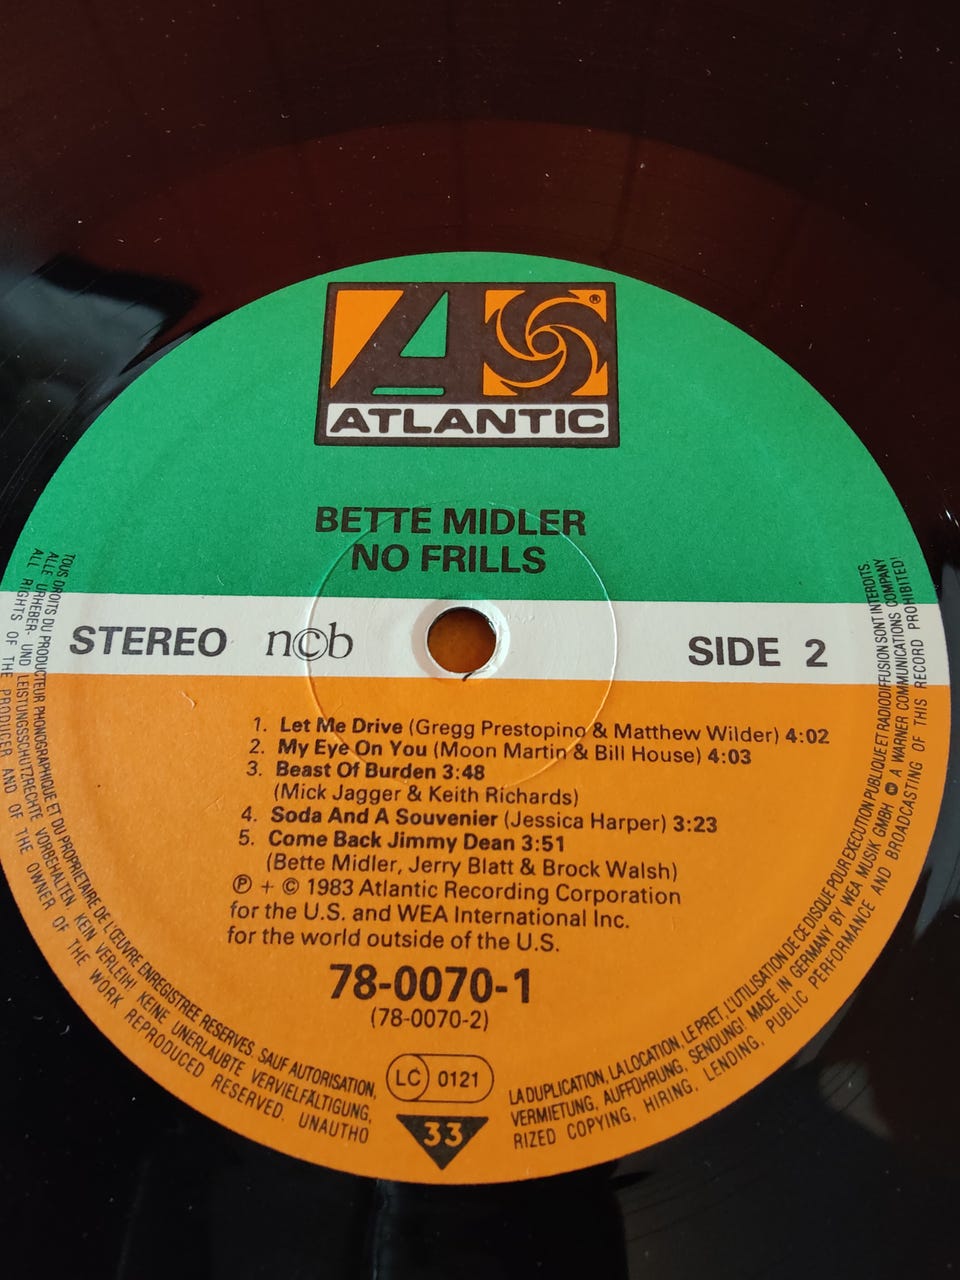 A
®
ATLANTIC
BETTE MIDLER
NO FRILLS
STEREO n©b SIDE 2
1. Let Me Drive (Gregg Prestopino & Matthew Wilder) 4:02
2. My Eye On You (Moon Martin & Bill House) 4:03
3. Beast Of Burden 3:48
(Mick Jagger & Keith Richards)
4. Soda And A Souvenir (Jessica Harper) 3:23
5. Come Back Jimmy Dean 3:51
(Bette Midler, Jerry Blatt & Brock Walsh)
℗ + © 1983 Atlantic Recording Corporation
for the U.S. and WEA International Inc.
for the world outside of the U.S.
78-0070-1
(78-0070-2)
LC 0121
33
TOUS DROITS DU PRODUCTEUR PHONOGRAPHIQUE ET DU PROPRIETAIRE DE L'ŒUVRE ENREGISTREE RESERVES. SAUF AUTORISATION, LA DUPLICATION, LA LOCATION, LE PRET, L'UTILISATION DE CE DISQUE POUR EXECUTION PUBLIQUE ET RADIODIFFUSION SONT INTERDITS.
ALLE URHEBER- UND LEISTUNGSSCHUTZRECHTE VORBEHALTEN KEIN VERLEIH! KEINE UNERLAUBTE VERVIELFÄLTIGUNG, VERMIETUNG, AUFFÜHRUNG, SENDUNG! MADE IN GERMANY BY WEA MUSIK GMBH A WARNER COMMUNICATIONS COMPANY
ALL RIGHTS OF THE PRODUCER AND OF THE OWNER OF THE WORK REPRODUCED RESERVED. UNAUTHORIZED COPYING, HIRING, LENDING, PUBLIC PERFORMANCE AND BROADCASTING OF THIS RECORD PROHIBITED!